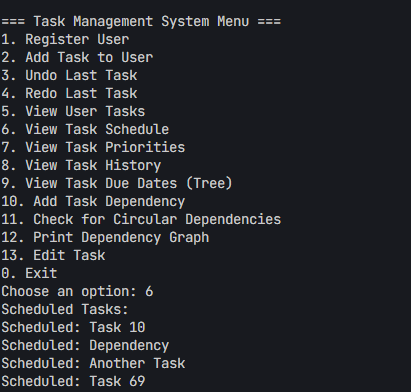 === Task Management System Menu ===
1. Register User
2. Add Task to User
3. Undo Last Task
4. Redo Last Task
5. View User Tasks
6. View Task Schedule
7. View Task Priorities
8. View Task History
9. View Task Due Dates (Tree)
10. Add Task Dependency
11. Check for Circular Dependencies
12. Print Dependency Graph
13. Edit Task
0. Exit
Choose an option: 6
Scheduled Tasks:
Scheduled: Task 10
Scheduled: Dependency
Scheduled: Another Task
Scheduled: Task 69